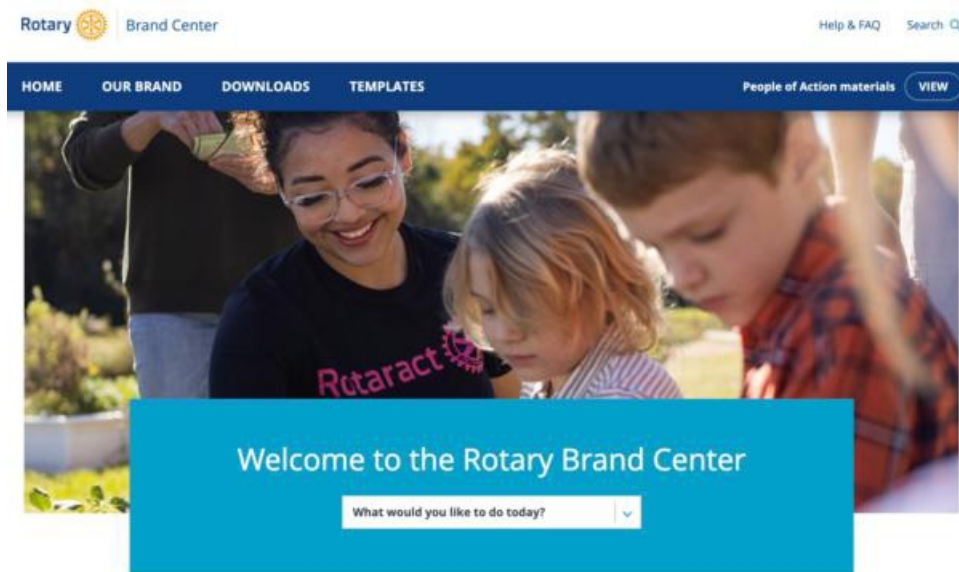 Rotary Brand Center
Help & FAQ Search
HOME OUR BRAND DOWNLOADS TEMPLATES
People of Action materials VIEW
Rotaract
Welcome to the Rotary Brand Center
What would you like to do today?